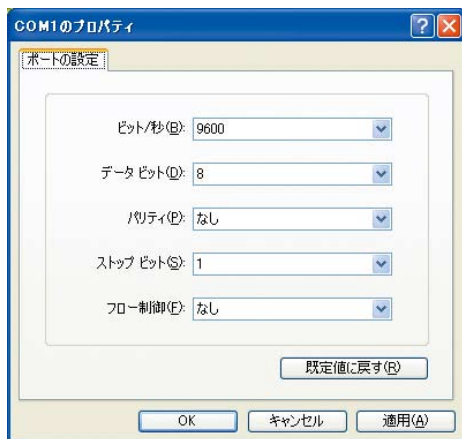 COM1のプロパティ
ポートの設定
ビット/秒(B): 9600
データ ビット(D): 8
パリティ(P): なし
ストップ ビット(S): 1
フロー制御(F): なし
既定値に戻す(R)
OK キャンセル 適用(A)